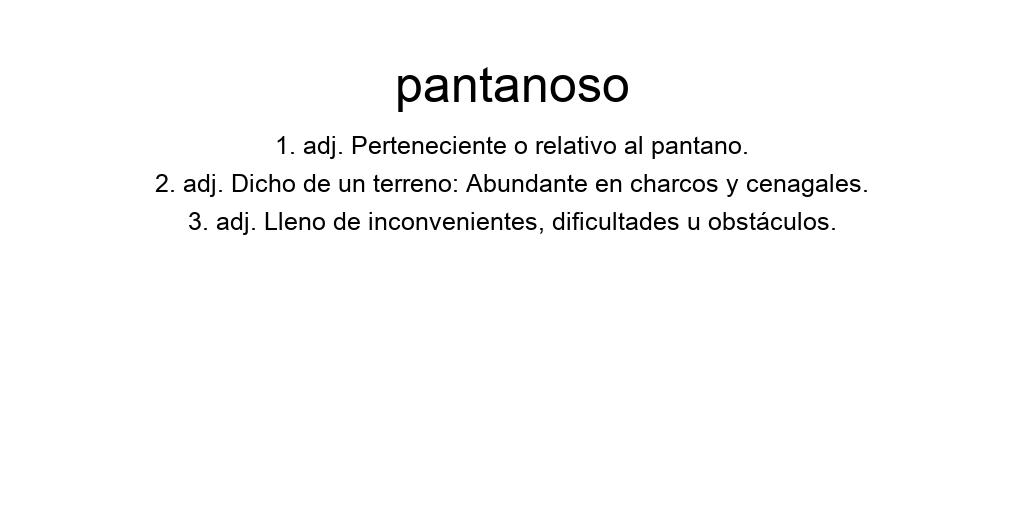 pantanoso
1. adj. Perteneciente o relativo al pantano.
2. adj. Dicho de un terreno: Abundante en charcos y cenagales.
3. adj. Lleno de inconvenientes, dificultades u obstáculos.